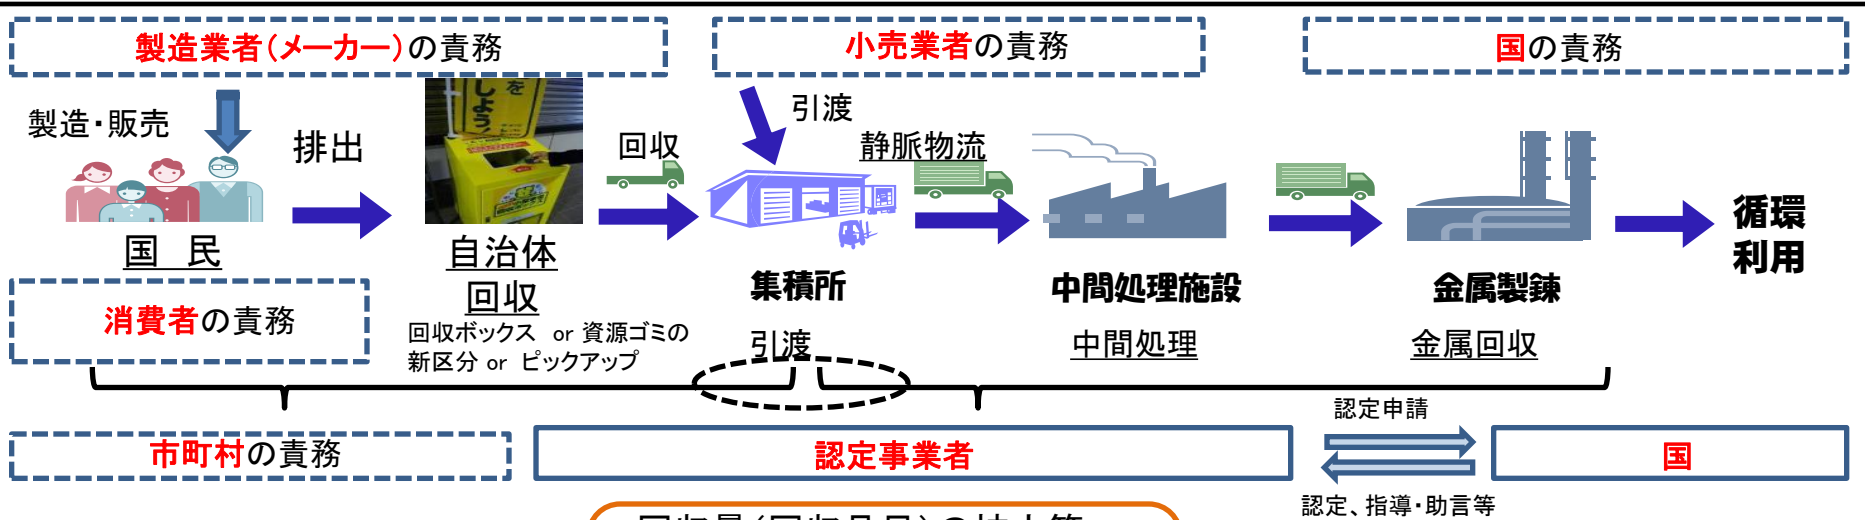 製造業者(メーカー)の責務
小売業者の責務
国の責務
製造・販売
排出
を
しよう!
回収
引渡
静脈物流
国 民
自治体
回収
回収ボックス or 資源ゴミの
新区分 or ピックアップ
集積所
引渡
中間処理施設
中間処理
金属製錬
金属回収
循環
利用
消費者の責務
市町村の責務
認定事業者
認定申請
国
認定、指導・助言等